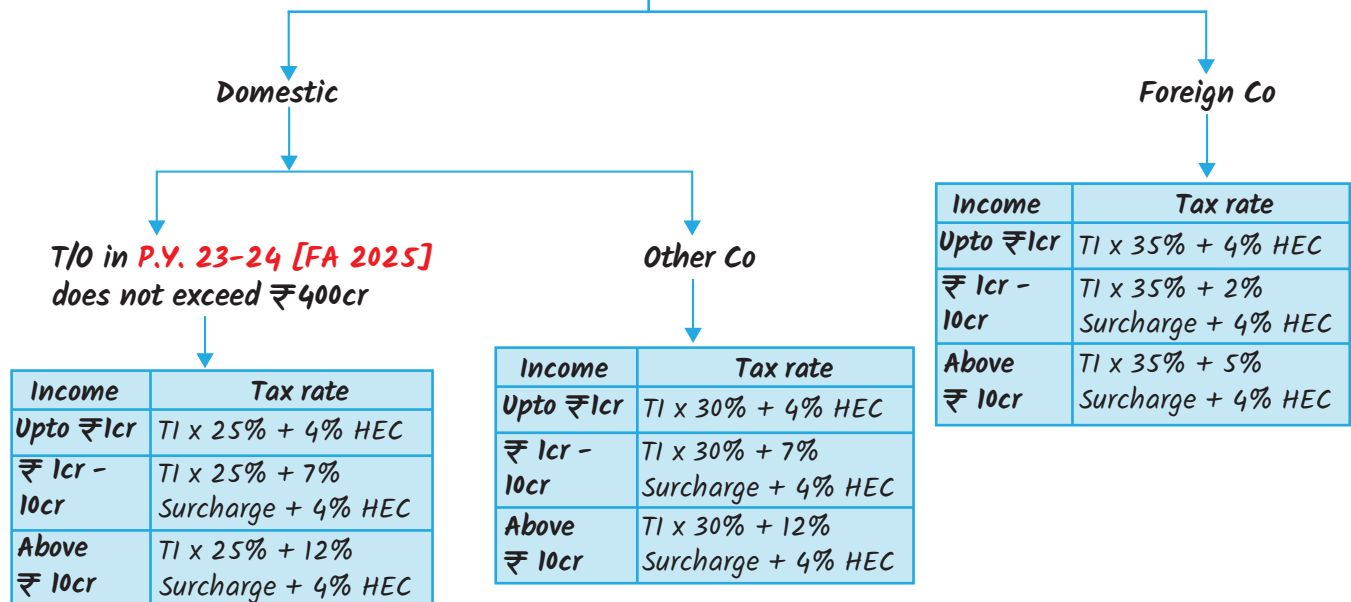 Domestic
Foreign Co
T/O in P.Y. 23-24 [FA 2025]
does not exceed ₹400cr
Other Co
Income Tax rate
Upto ₹1cr TI x 25% + 4% HEC
₹ 1cr - TI x 25% + 7%
10cr Surcharge + 4% HEC
Above TI x 25% + 12%
₹ 10cr Surcharge + 4% HEC
Income Tax rate
Upto ₹1cr TI x 30% + 4% HEC
₹ 1cr - TI x 30% + 7%
10cr Surcharge + 4% HEC
Above TI x 30% + 12%
₹ 10cr Surcharge + 4% HEC
Income Tax rate
Upto ₹1cr TI x 35% + 4% HEC
₹ 1cr - TI x 35% + 2%
10cr Surcharge + 4% HEC
Above TI x 35% + 5%
₹ 10cr Surcharge + 4% HEC